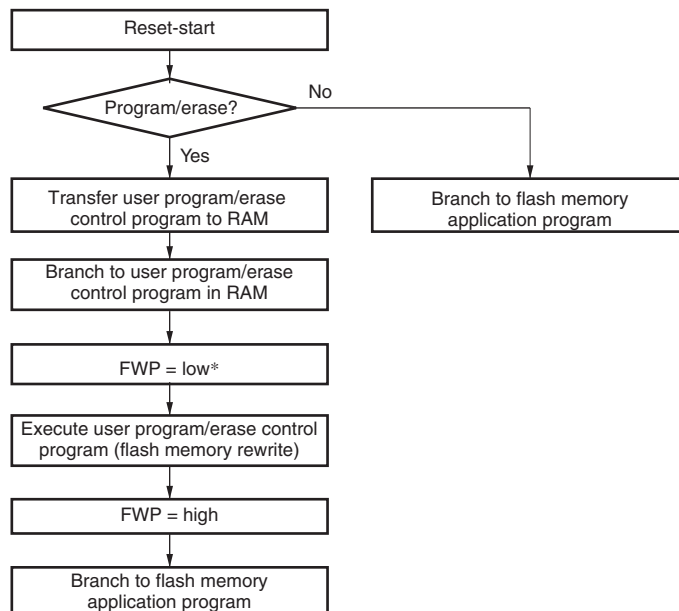 Reset-start
Program/erase?
No
Yes
Transfer user program/erase
control program to RAM
Branch to flash memory
application program
Branch to user program/erase
control program in RAM
FWP = low*
Execute user program/erase control
program (flash memory rewrite)
FWP = high
Branch to flash memory
application program